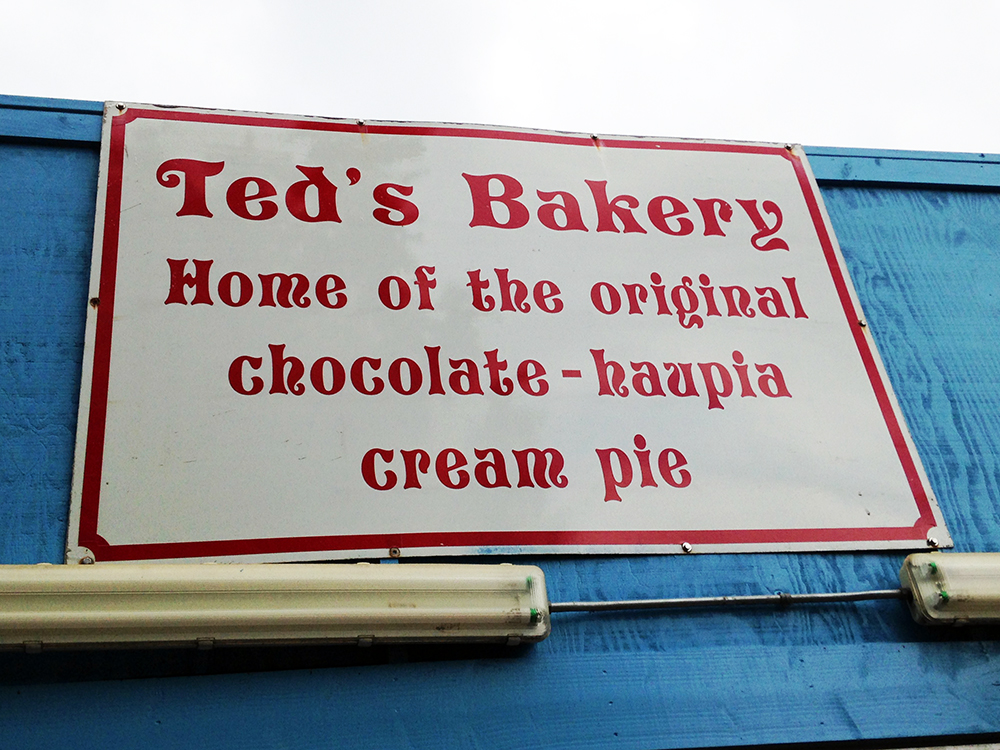 Ted's Bakery
Home of the original
chocolate-haupia
cream pie